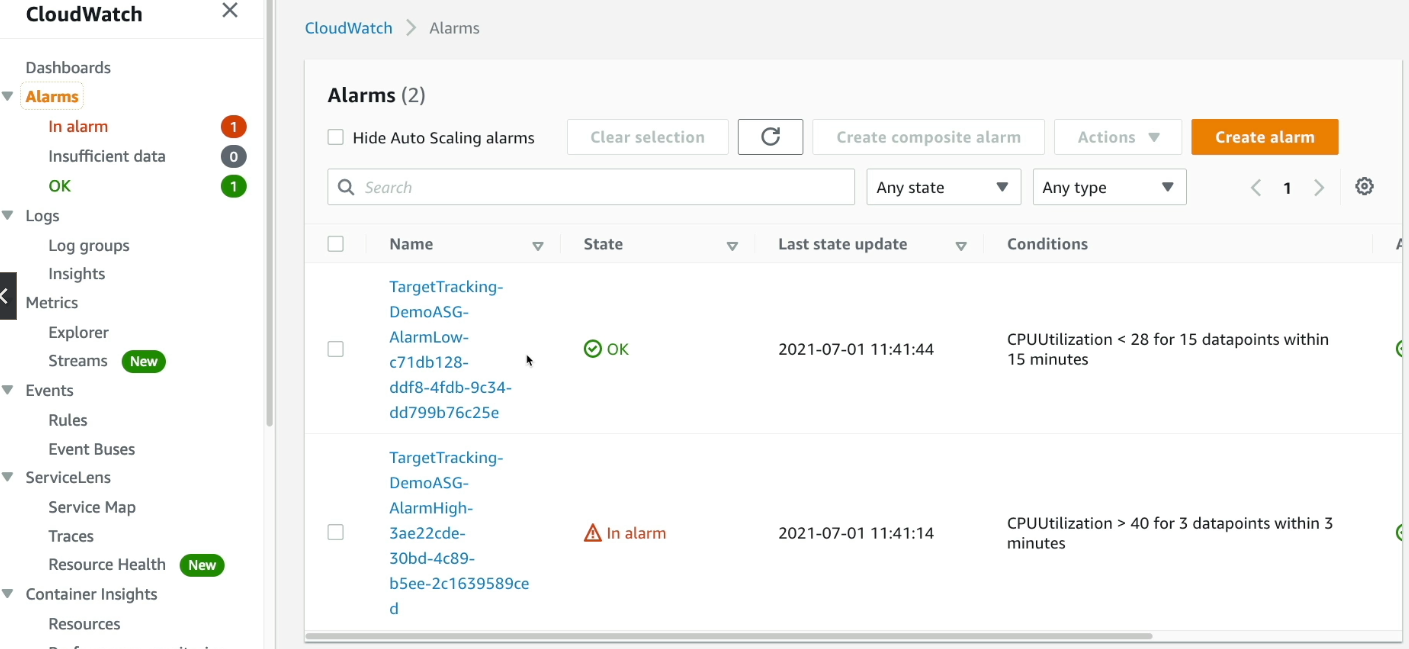 CloudWatch
Dashboards
Alarms
In alarm 1
Insufficient data 0
OK 1
Logs
Log groups
Insights
Metrics
Explorer
Streams New
Events
Rules
Event Buses
ServiceLens
Service Map
Traces
Resource Health New
Container Insights
Resources
CloudWatch Alarms
Alarms (2)
Hide Auto Scaling alarms Clear selection Create composite alarm Actions Create alarm
Search Any state Any type 1
Name State Last state update Conditions
TargetTracking-
DemoASG-
AlarmLow-
c71db128-
ddf8-4fdb-9c34-
dd799b76c25e
OK
2021-07-01 11:41:44
CPUUtilization < 28 for 15 datapoints within
15 minutes
TargetTracking-
DemoASG-
AlarmHigh-
3ae22cde-
30bd-4c89-
b5ee-2c1639589ce
d
In alarm
2021-07-01 11:41:14
CPUUtilization > 40 for 3 datapoints within 3
minutes